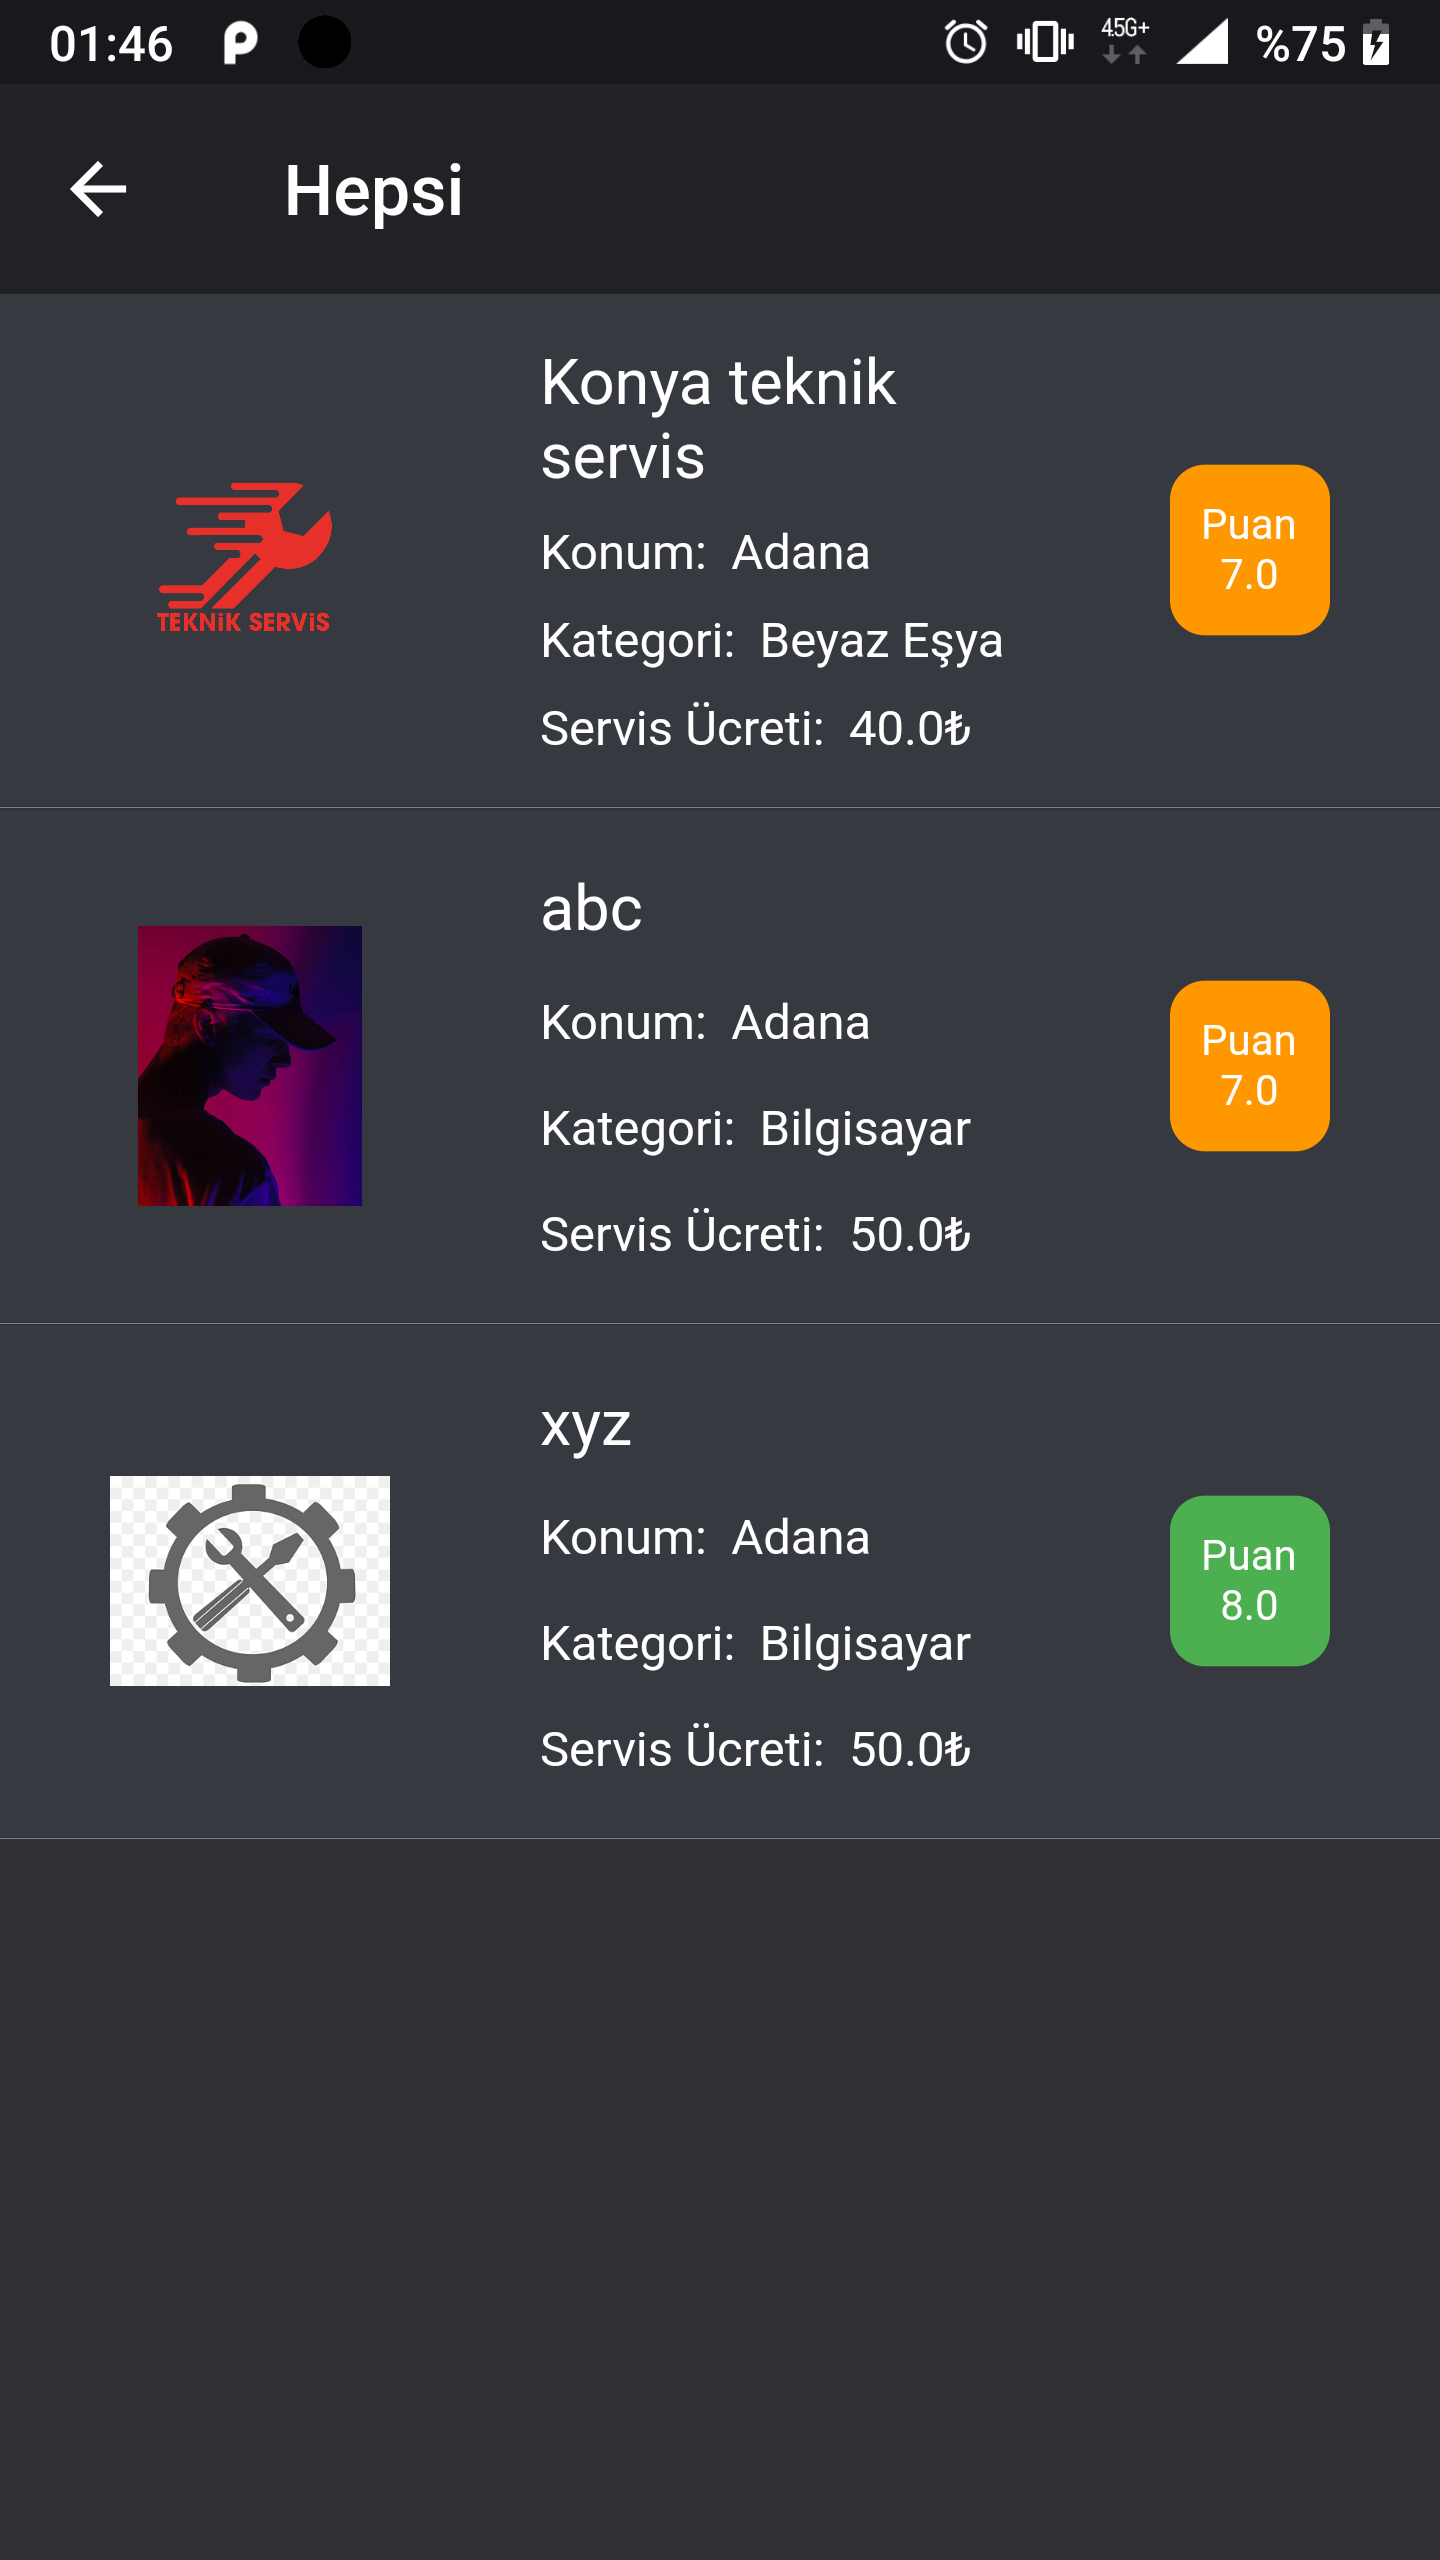 01:46
4.5G+
%75
Hepsi
Konya teknik
servis
Konum: Adana
Kategori: Beyaz Eşya
Servis Ücreti: 40.0₺
Puan
7.0
TEKNiK SERViS
abc
Konum: Adana
Kategori: Bilgisayar
Servis Ücreti: 50.0₺
Puan
7.0
xyz
Konum: Adana
Kategori: Bilgisayar
Servis Ücreti: 50.0₺
Puan
8.0